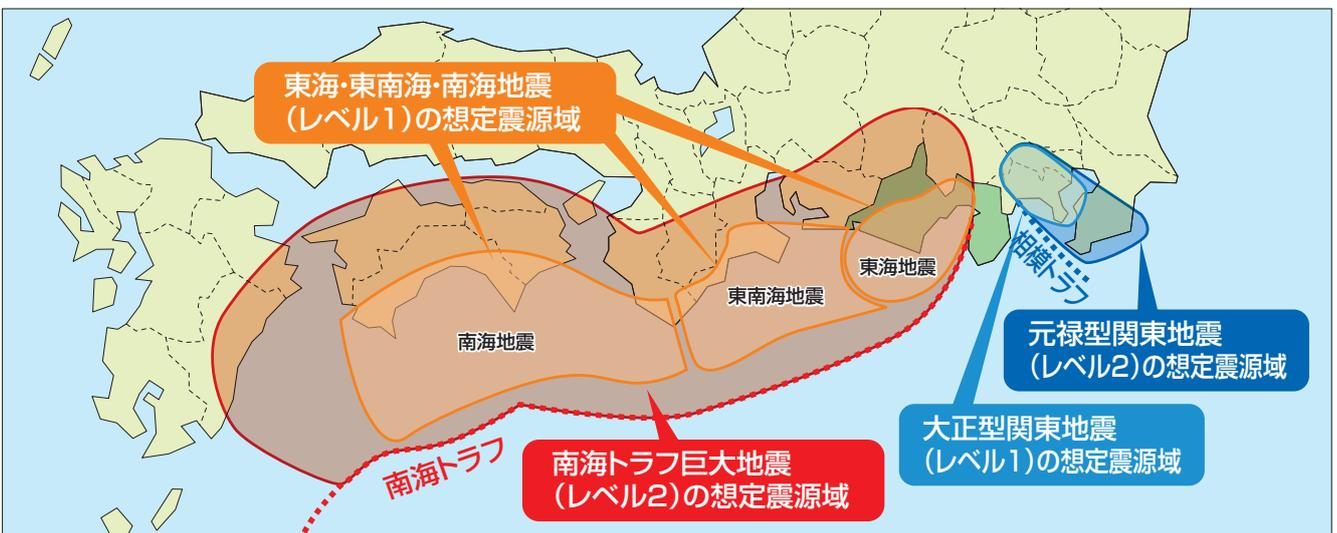 東海・東南海・南海地震
（レベル1）の想定震源域
東海地震
東南海地震
南海地震
相模トラフ
元禄型関東地震
（レベル2）の想定震源域
大正型関東地震
（レベル1）の想定震源域
南海トラフ
南海トラフ巨大地震
（レベル2）の想定震源域